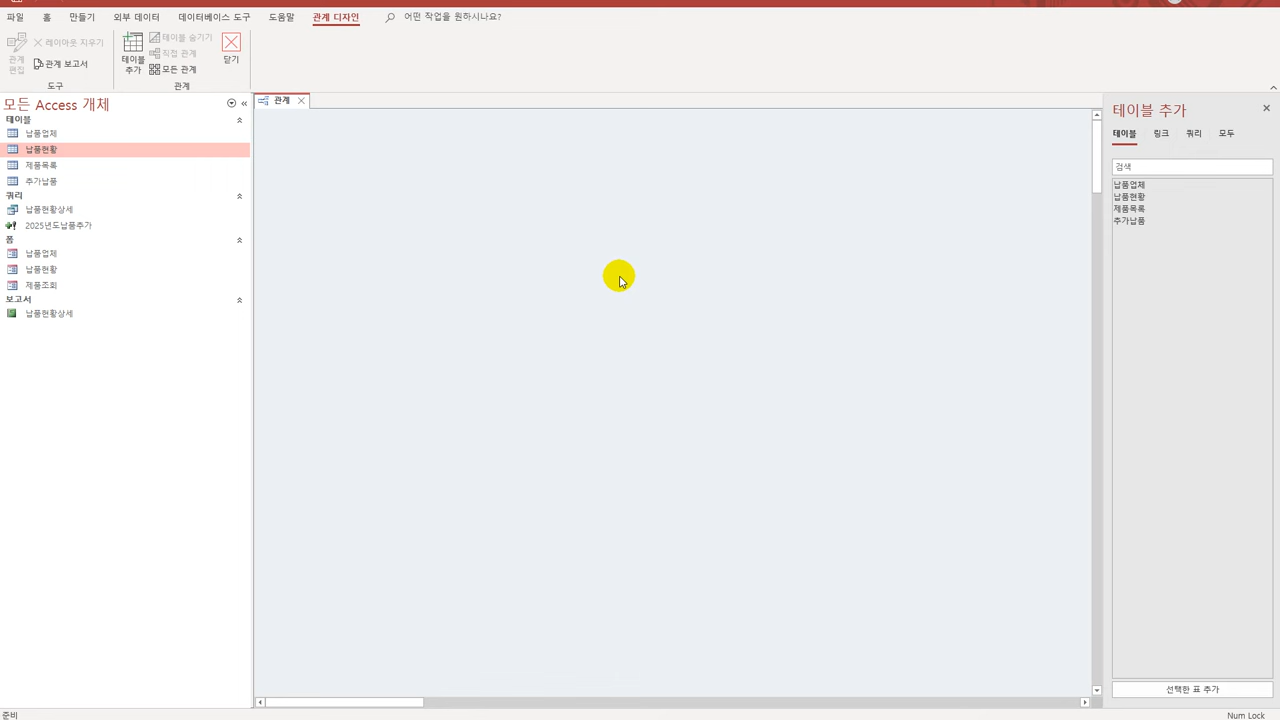 파일 홈 만들기 외부 데이터 데이터베이스 도구 도움말 관계 디자인 어떤 작업을 원하시나요?
관계 편집
레이아웃 지우기
관계 보고서
도구
테이블 추가
테이블 숨기기
직접 관계
모든 관계
닫기
관계
모든 Access 개체
테이블
납품업체
납품현황
제품목록
추가납품
쿼리
납품현황상세
2025년도납품추가
폼
납품업체
납품현황
제품조회
보고서
납품현황상세
관계
테이블 추가
테이블 링크 쿼리 모두
검색
납품업체
납품현황
제품목록
추가납품
선택한 표 추가
준비
Num Lock